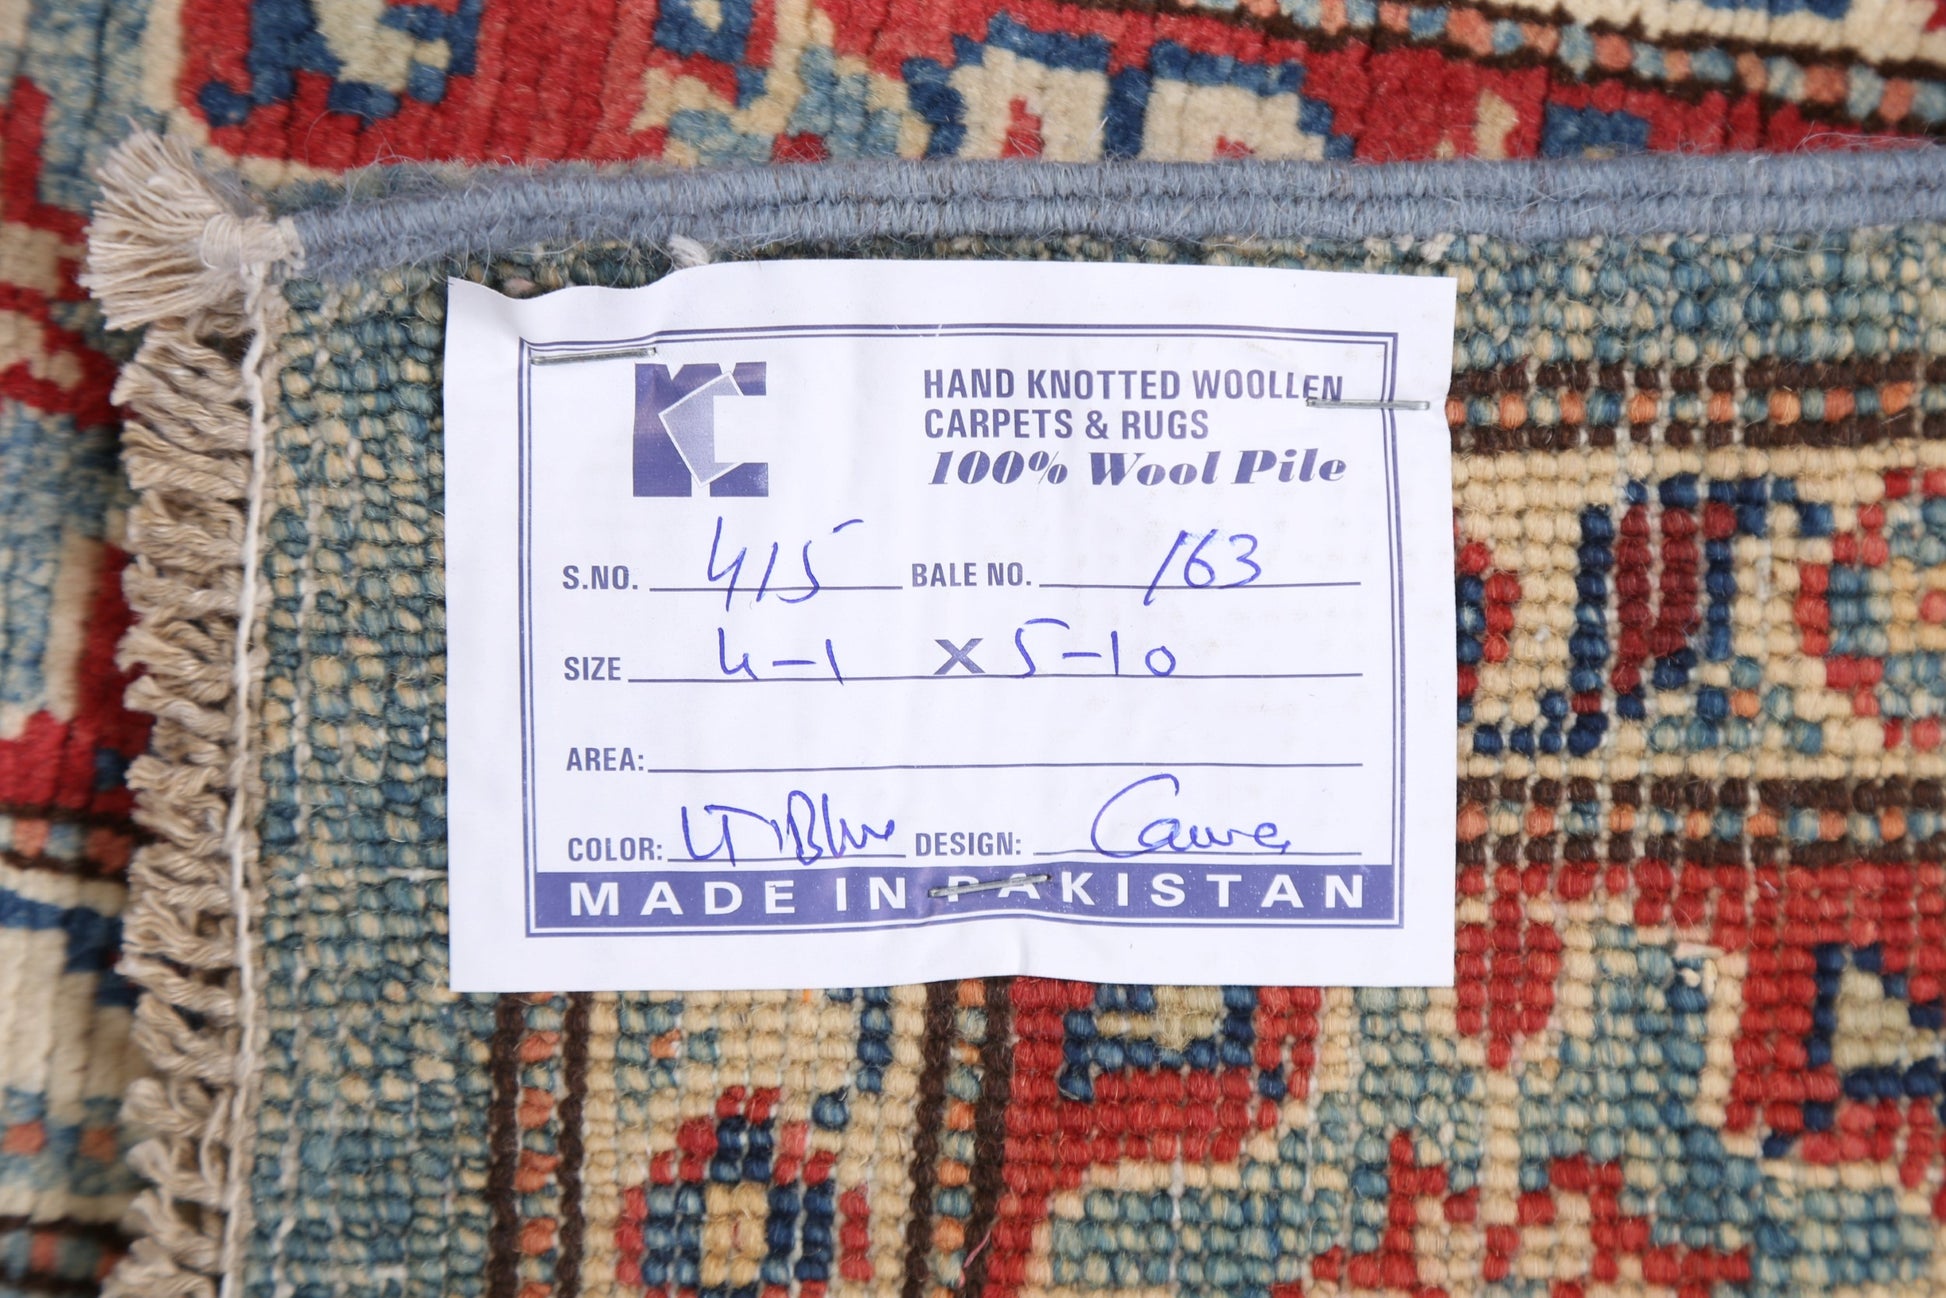 KC
HAND KNOTTED WOOLLEN
CARPETS & RUGS
100% Wool Pile
S.NO. 415 BALE NO. 163
SIZE 4-1 X 5-10
AREA:
COLOR: LT Blue DESIGN:
MADE IN PAKISTAN